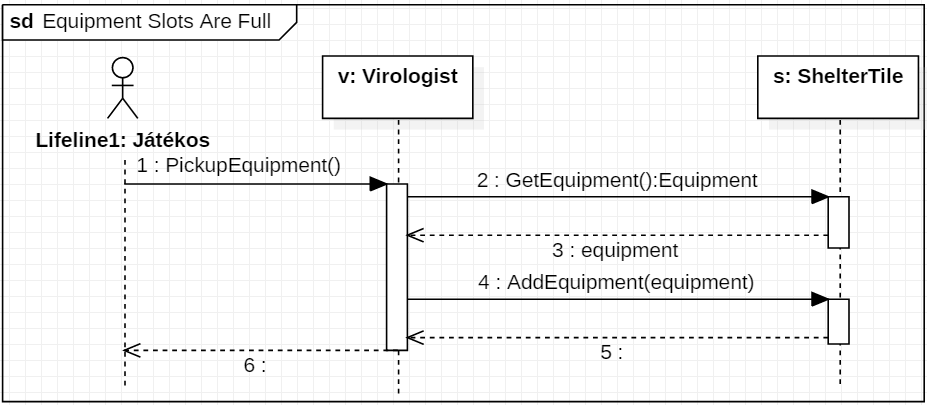 sd Equipment Slots Are Full
v: Virologist
s: ShelterTile
Lifeline1: Játékos
1 : PickupEquipment()
2 : GetEquipment():Equipment
3 : equipment
4 : AddEquipment(equipment)
5 :
6 :